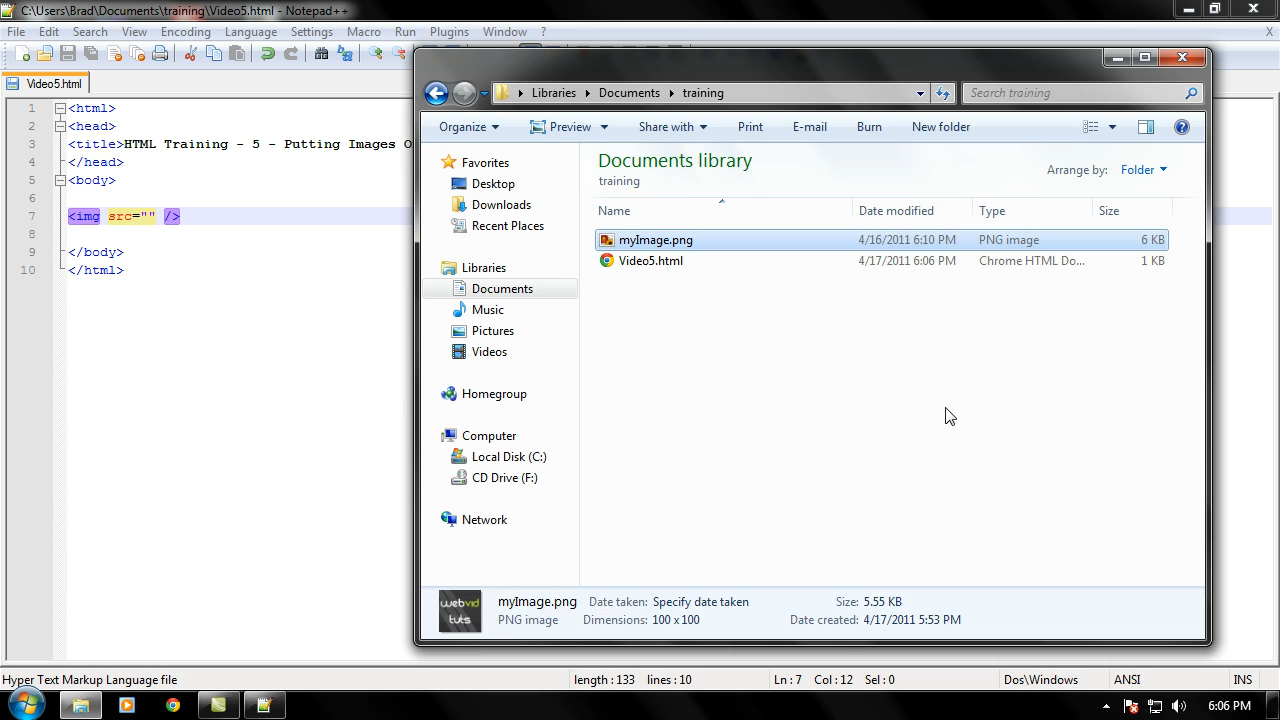 C:\Users\Brad\Documents\training\Video5.html - Notepad++
File Edit Search View Encoding Language Settings Macro Run Plugins Window ? X
Video5.html
1 <html>
2 <head>
3 <title>HTML Training - 5 - Putting Images O
4 </head>
5 <body>
6
7 <img src="" />
8
9 </body>
10 </html>
Libraries Documents training
Search training
Organize Preview Share with Print E-mail Burn New folder
Favorites
Desktop
Downloads
Recent Places
Libraries
Documents
Music
Pictures
Videos
Homegroup
Computer
Local Disk (C:)
CD Drive (F:)
Network
Documents library
training
Arrange by: Folder
Name Date modified Type Size
myImage.png 4/16/2011 6:10 PM PNG image 6 KB
Video5.html 4/17/2011 6:06 PM Chrome HTML Do... 1 KB
webvid
tuts
myImage.png Date taken: Specify date taken Size: 5.55 KB
PNG image Dimensions: 100 x 100 Date created: 4/17/2011 5:53 PM
Hyper Text Markup Language file length : 133 lines : 10 Ln : 7 Col : 12 Sel : 0 Dos\Windows ANSI INS
6:06 PM